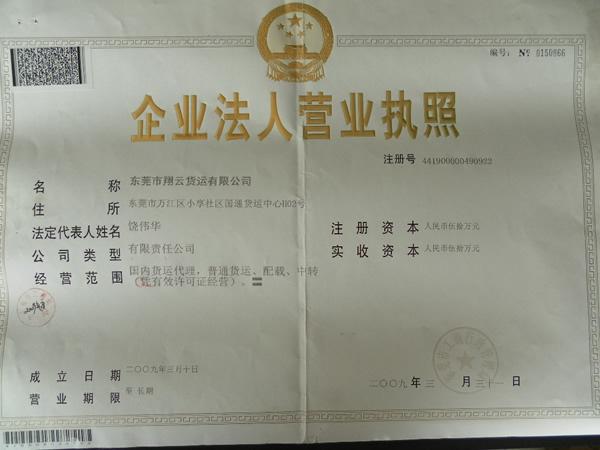 编号： № 0150866
企业法人营业执照
注册号 441900000490922
名称 东莞市翔云货运有限公司
住所 东莞市万江区小享社区国通货运中心H02号
法定代表人姓名 饶伟华
注册资本 人民币伍拾万元
公司类型 有限责任公司
实收资本 人民币伍拾万元
经营范围 国内货运代理，普通货运、配载、中转
（凭有效许可证经营）。〓
成立日期 二〇〇九年三月十日
营业期限 至 长期
二〇〇九 年 三 月 三十一 日